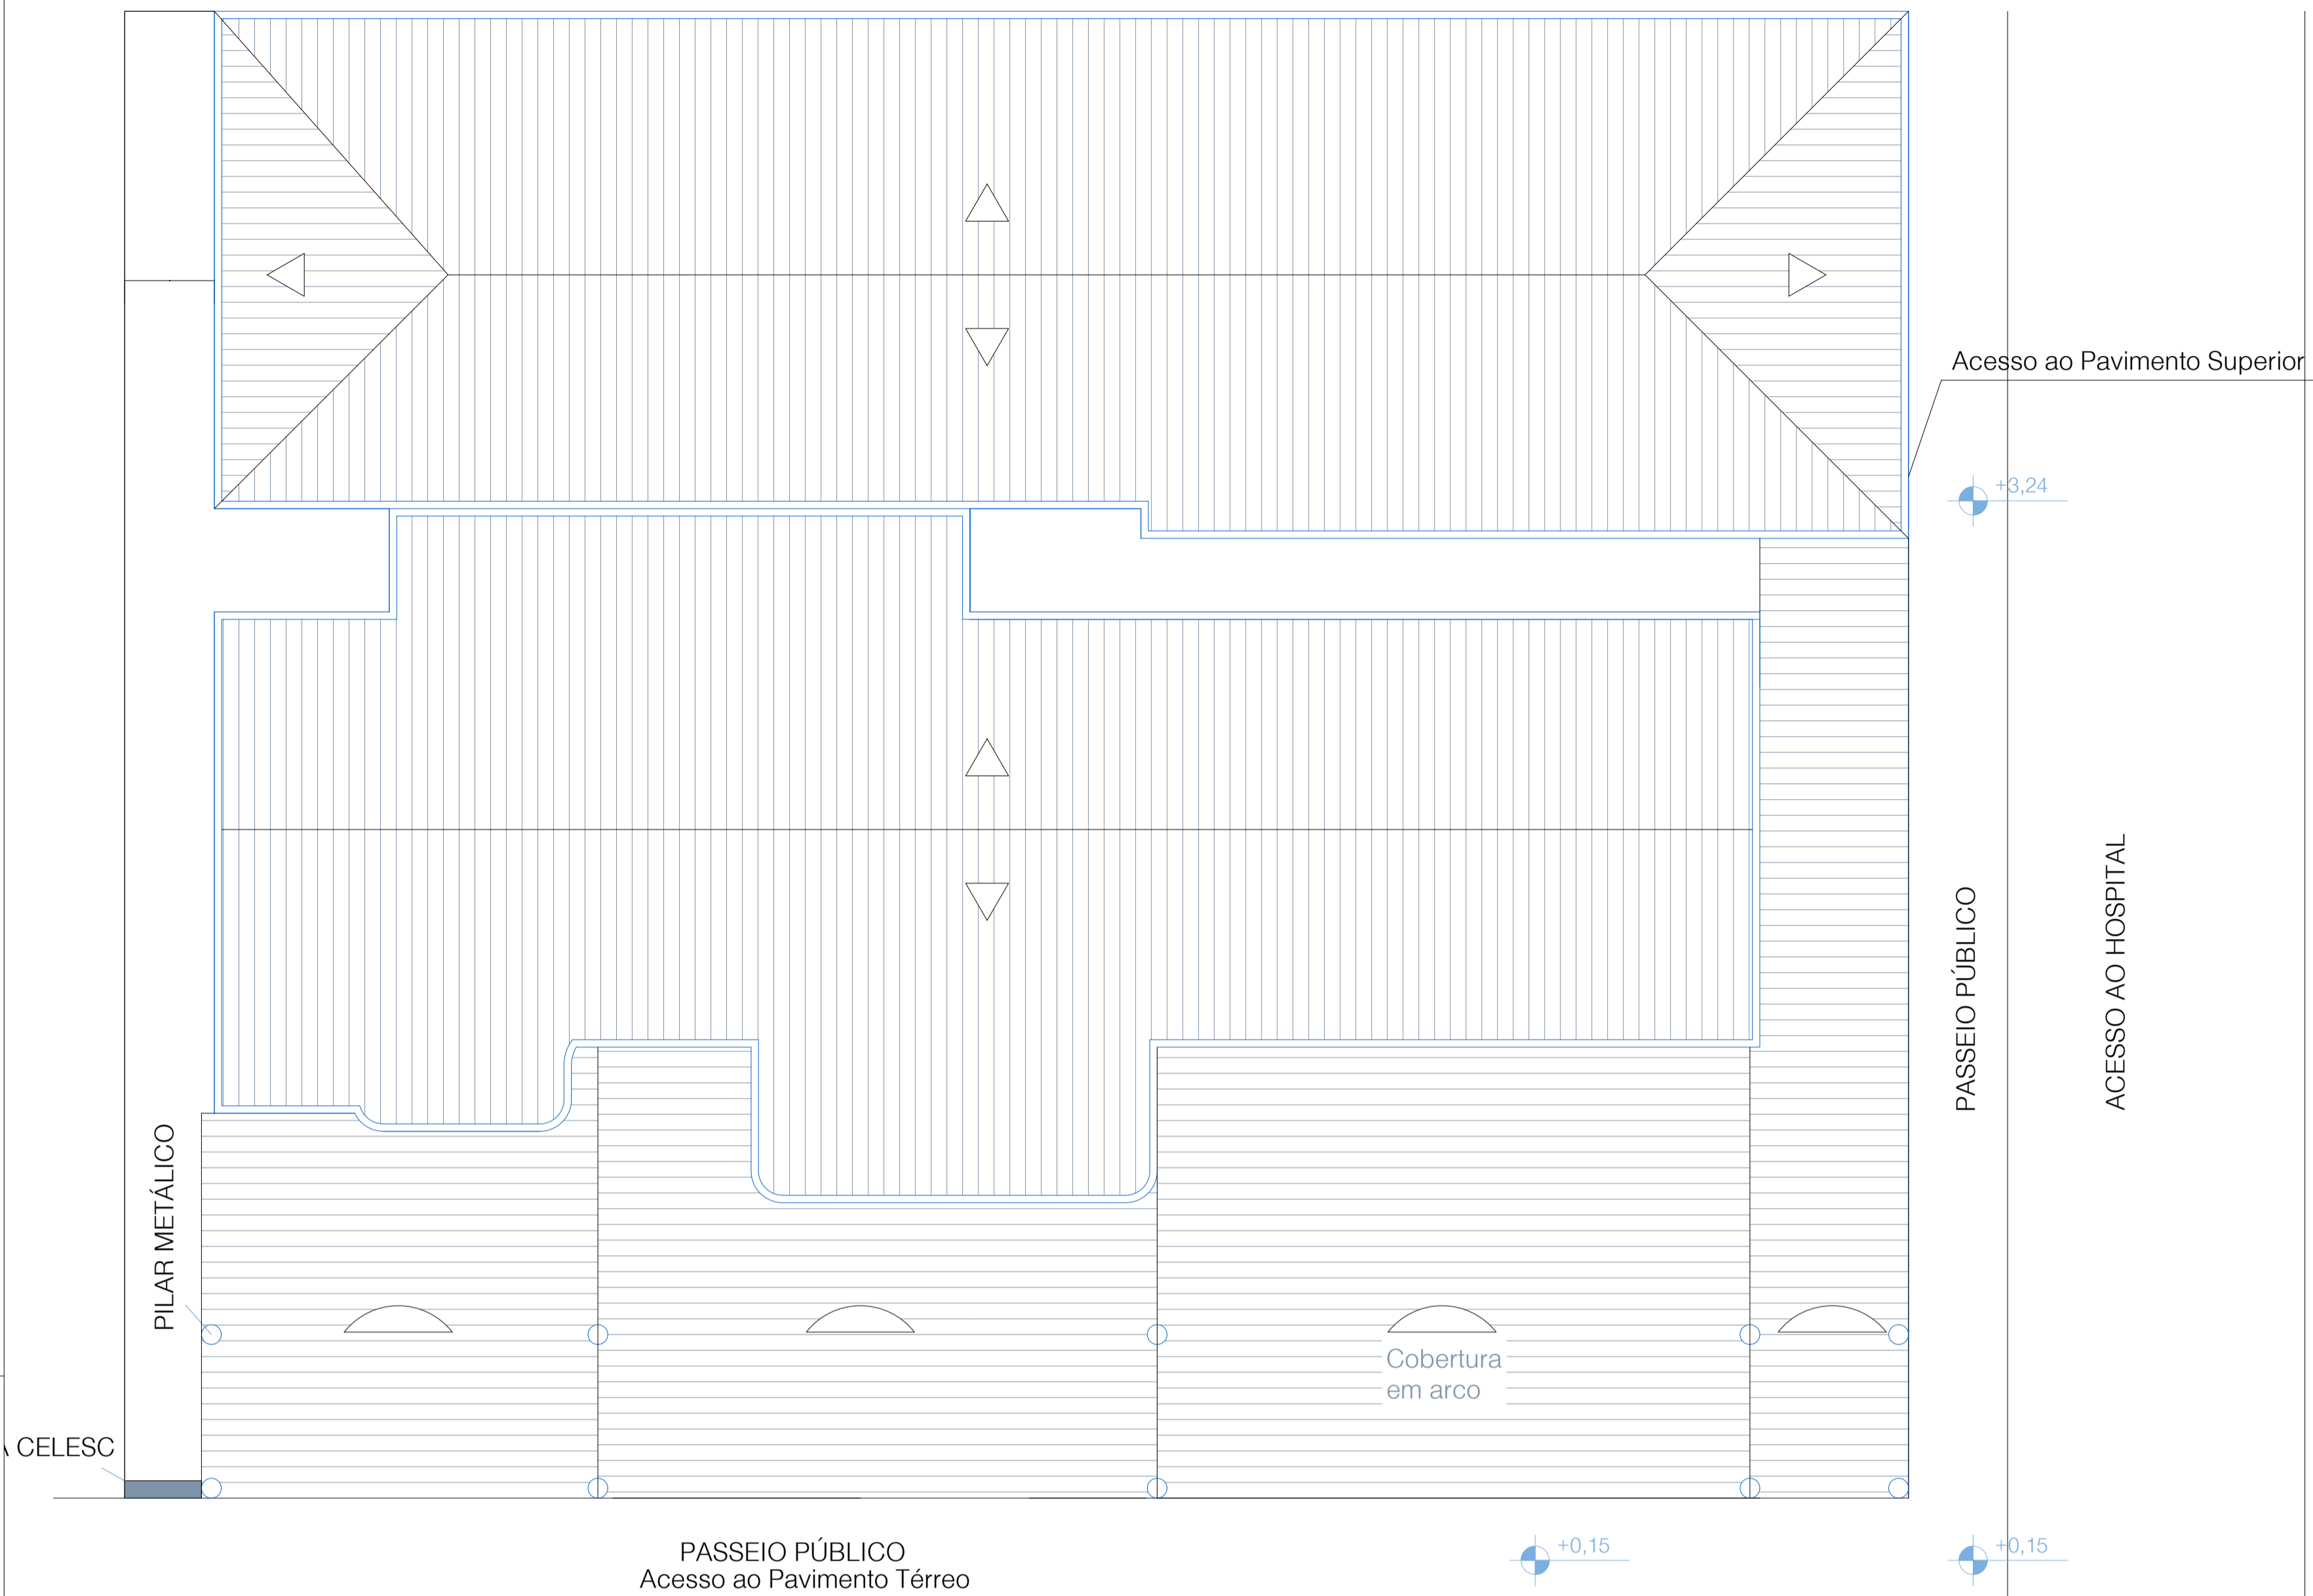 Acesso ao Pavimento Superior
+3,24
PASSEIO PÚBLICO
ACESSO AO HOSPITAL
PILAR METÁLICO
Cobertura
em arco
CELESC
PASSEIO PÚBLICO
Acesso ao Pavimento Térreo
+0,15
+0,15